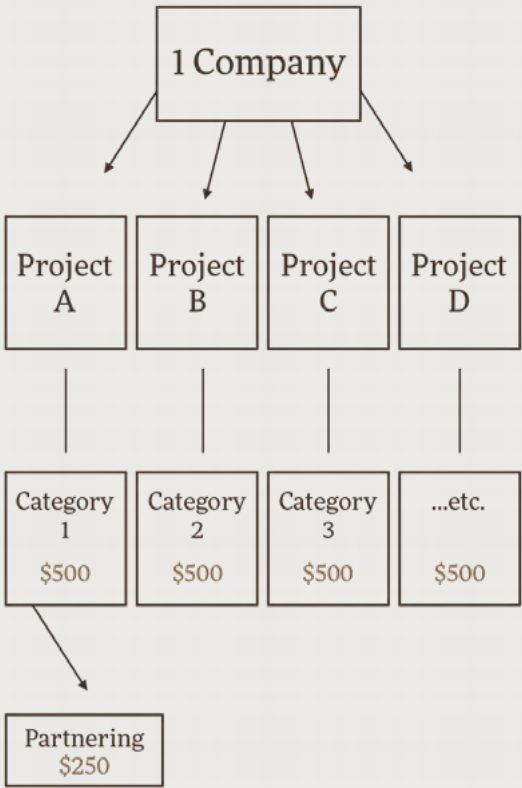 1 Company
Project
A
Project
B
Project
C
Project
D
Category
1
$500
Category
2
$500
Category
3
$500
...etc.
$500
Partnering
$250